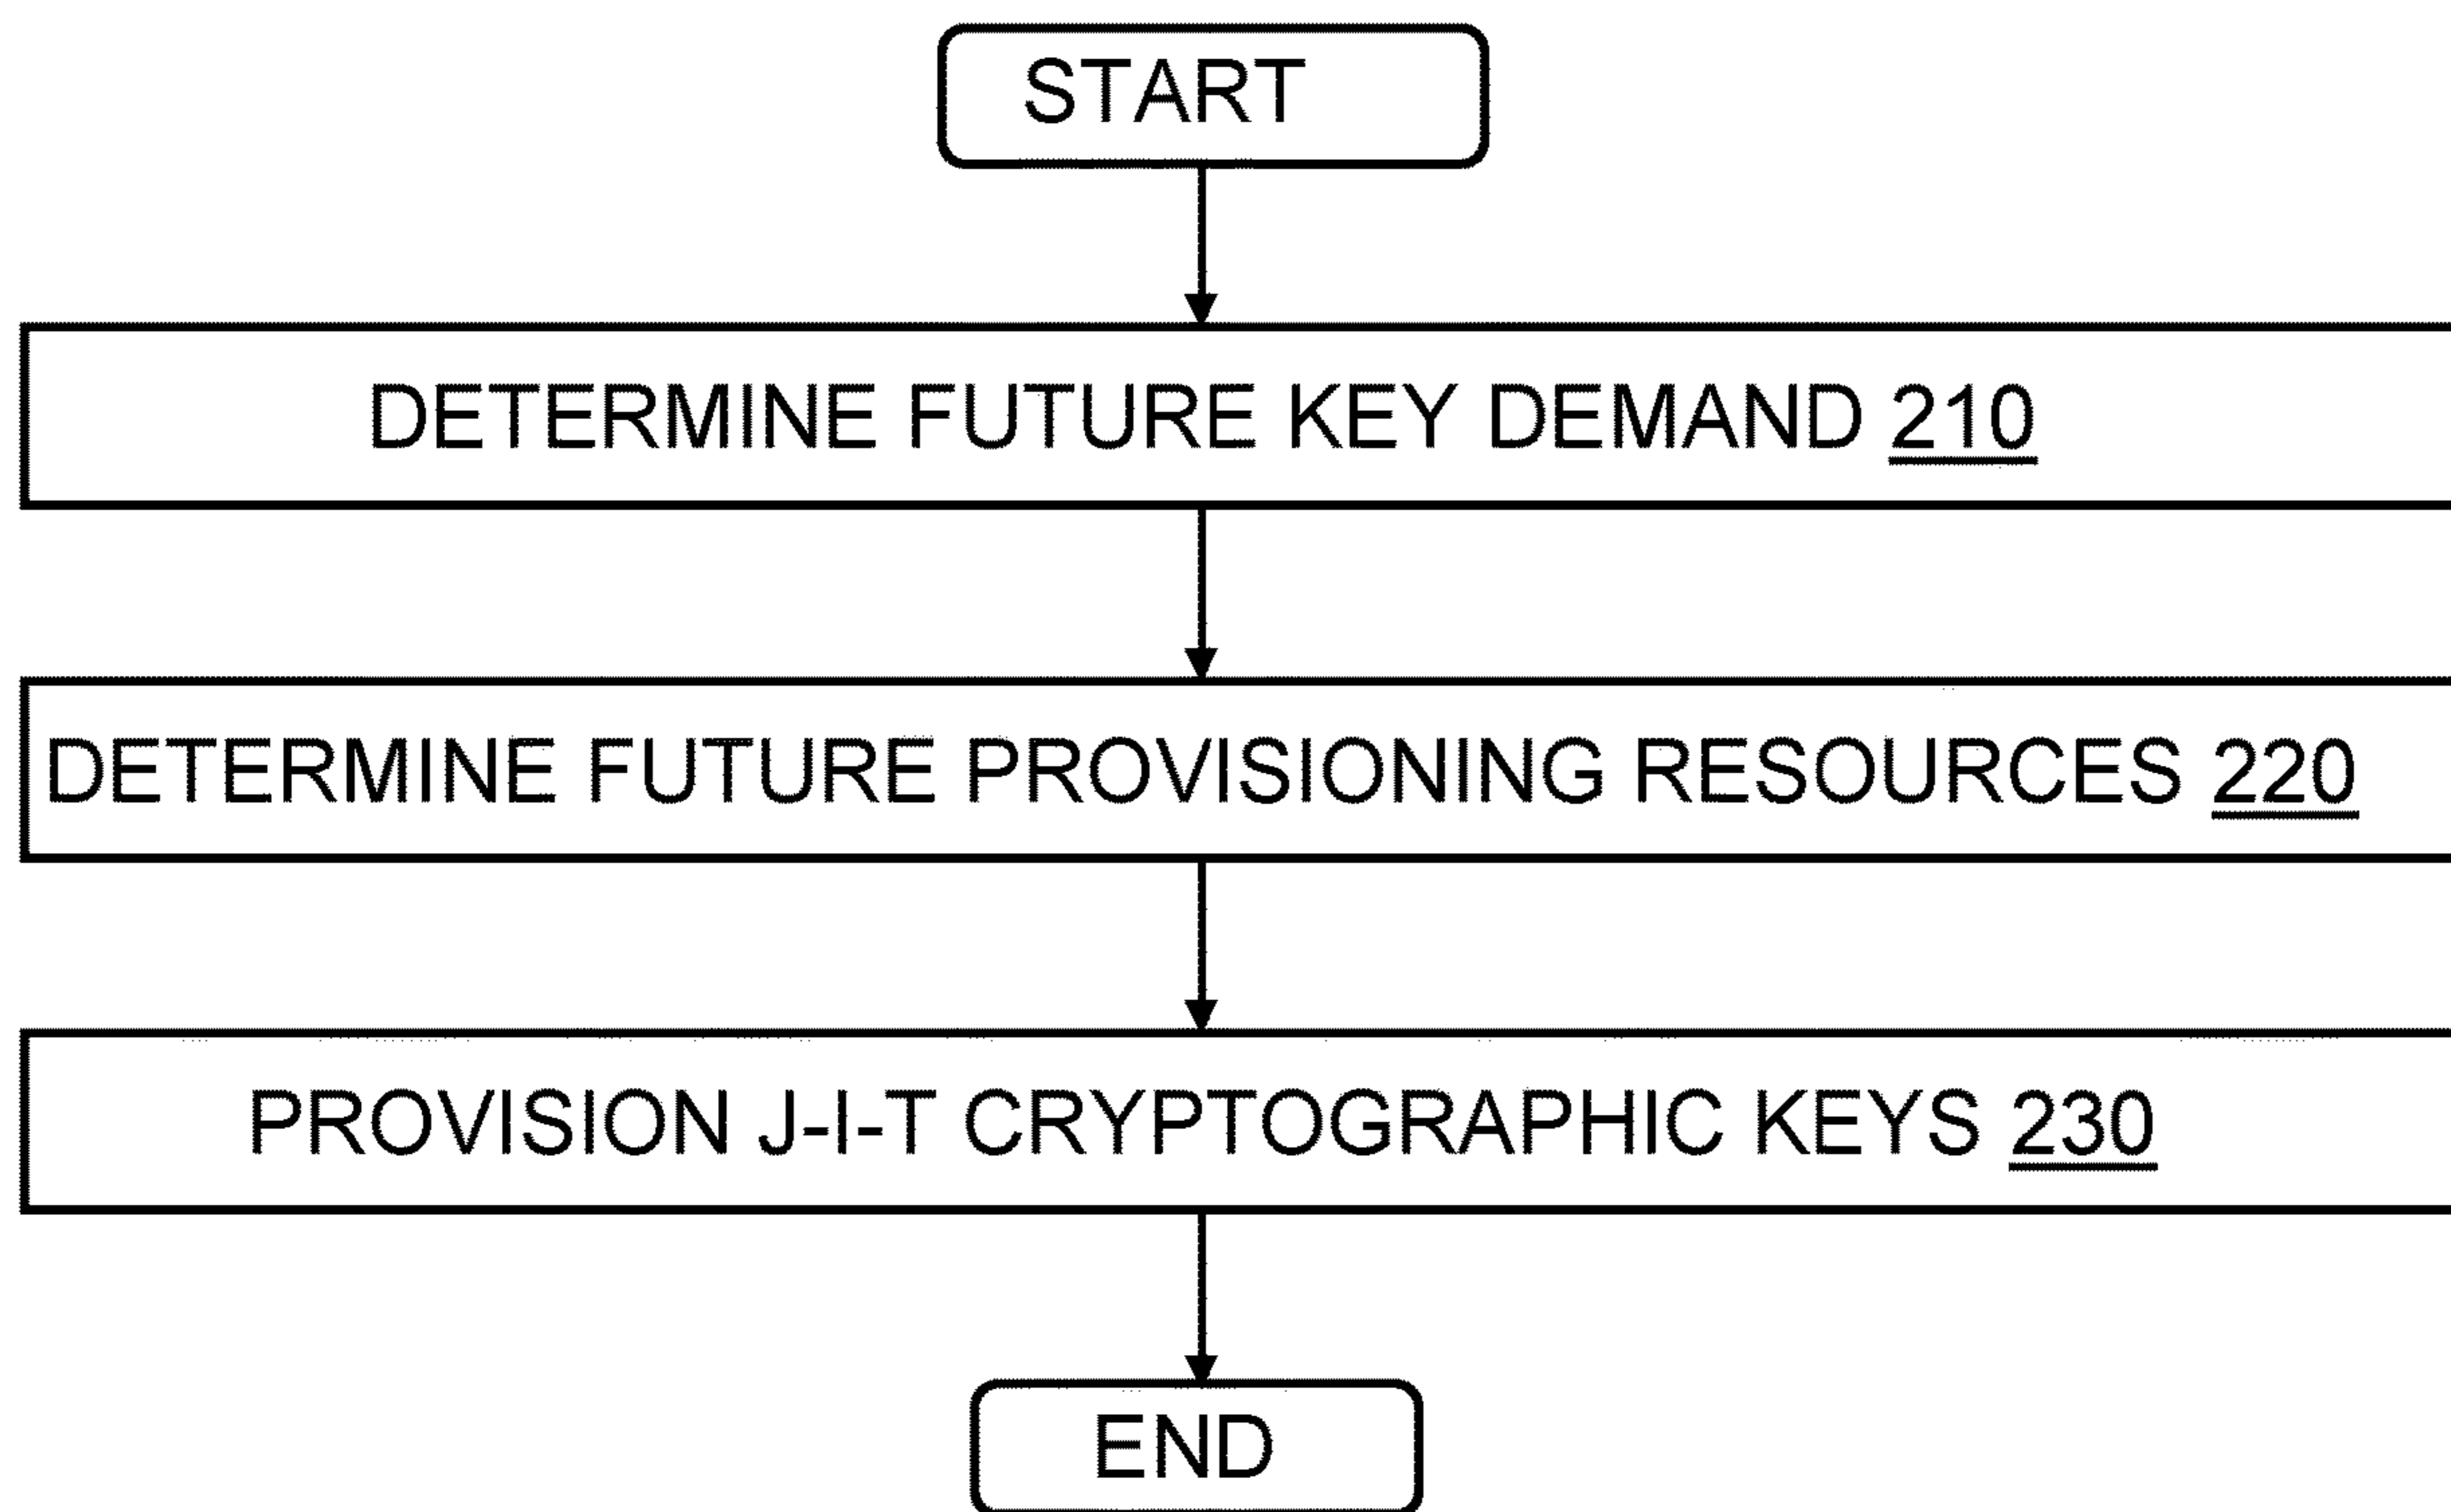 START
DETERMINE FUTURE KEY DEMAND 210
DETERMINE FUTURE PROVISIONING RESOURCES 220
PROVISION J-I-T CRYPTOGRAPHIC KEYS 230
END